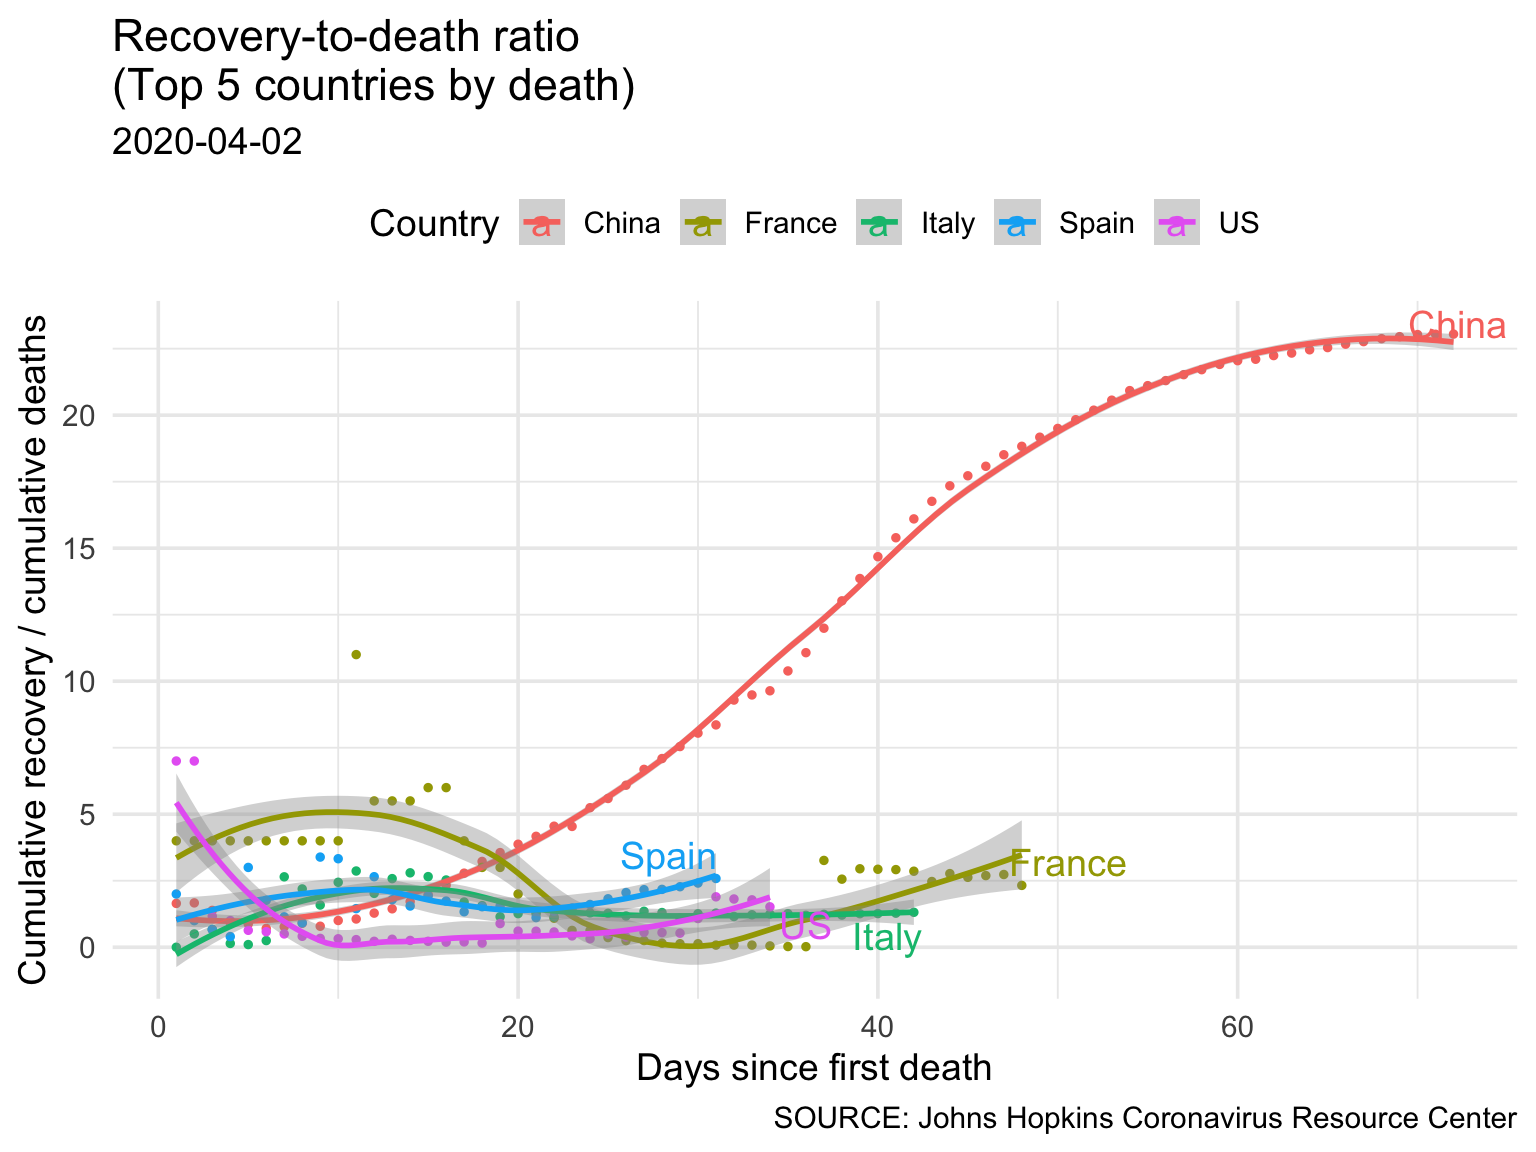 Recovery-to-death ratio
(Top 5 countries by death)
2020-04-02
Country a China a France a Italy a Spain a US
Cumulative recovery / cumulative deaths
20
15
10
5
0
China
Spain
France
US
Italy
0 20 40 60
Days since first death
SOURCE: Johns Hopkins Coronavirus Resource Center